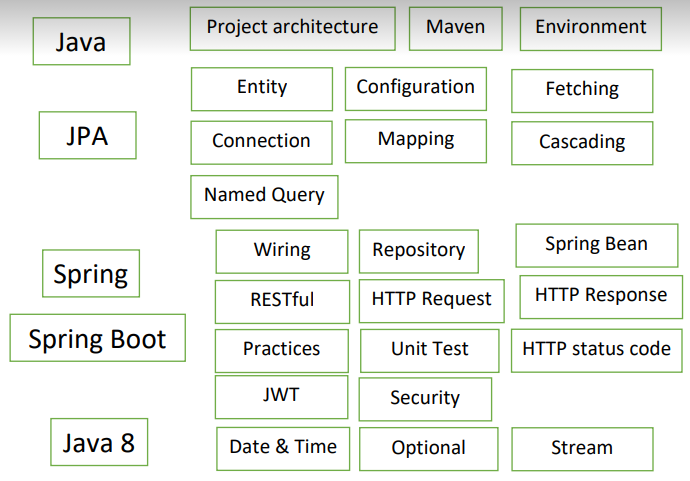 Java
Project architecture
Maven
Environment
Entity
Configuration
Fetching
JPA
Connection
Mapping
Cascading
Named Query
Spring
Wiring
Repository
Spring Bean
RESTful
HTTP Request
HTTP Response
Spring Boot
Practices
Unit Test
HTTP status code
JWT
Security
Java 8
Date & Time
Optional
Stream